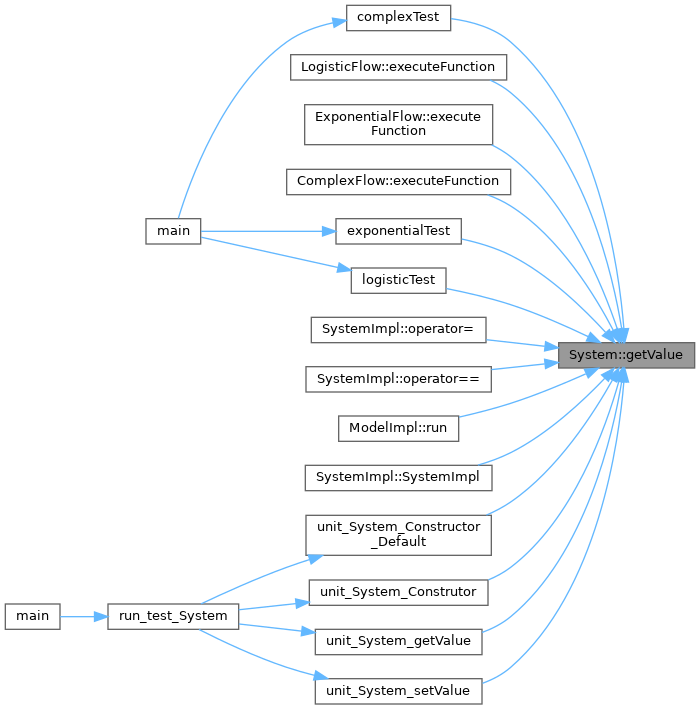 complexTest
LogisticFlow::executeFunction
ExponentialFlow::execute
Function
ComplexFlow::executeFunction
main
exponentialTest
logisticTest
SystemImpl::operator=
System::getValue
SystemImpl::operator==
ModelImpl::run
SystemImpl::SystemImpl
unit_System_Constructor
_Default
unit_System_Construtor
main
run_test_System
unit_System_getValue
unit_System_setValue